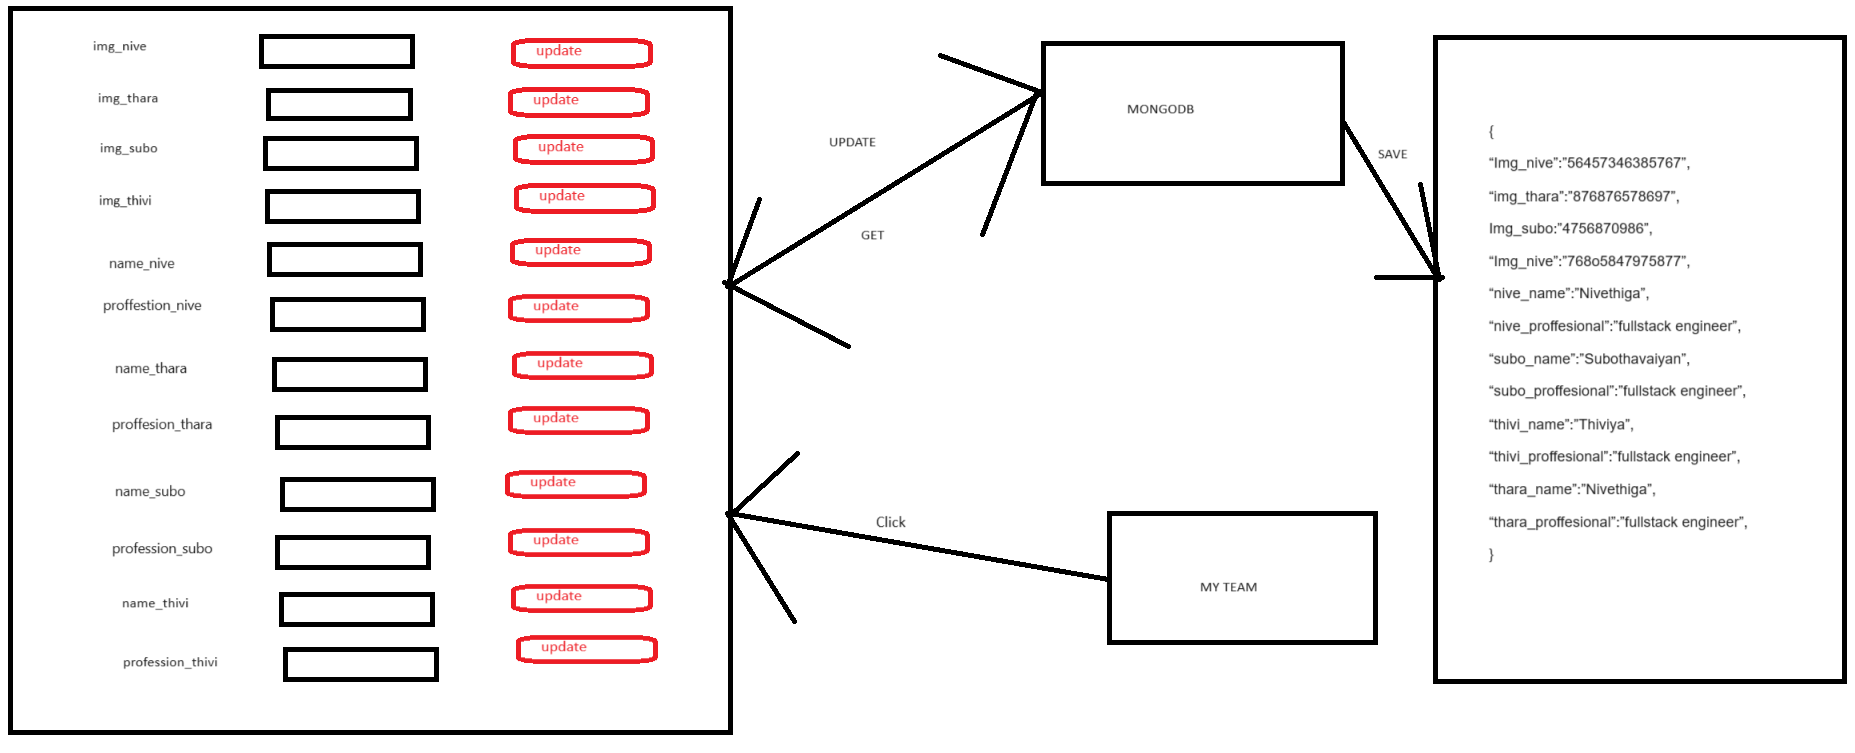 img_nive update
img_thara update
img_subo update
img_thivi update
name_nive update
proffestion_nive update
name_thara update
proffesion_thara update
name_subo update
profession_subo update
name_thivi update
profession_thivi update
UPDATE
GET
MONGODB
SAVE
Click
MY TEAM
{
“Img_nive”:”56457346385767”,
“img_thara”:”876876578697”,
Img_subo:”4756870986”,
“Img_nive”:”768o5847975877”,
“nive_name”:”Nivethiga”,
“nive_proffesional”:”fullstack engineer”,
“subo_name”:”Subothavaiyan”,
“subo_proffesional”:”fullstack engineer”,
“thivi_name”:”Thiviya”,
“thivi_proffesional”:”fullstack engineer”,
“thara_name”:”Nivethiga”,
“thara_proffesional”:”fullstack engineer”,
}